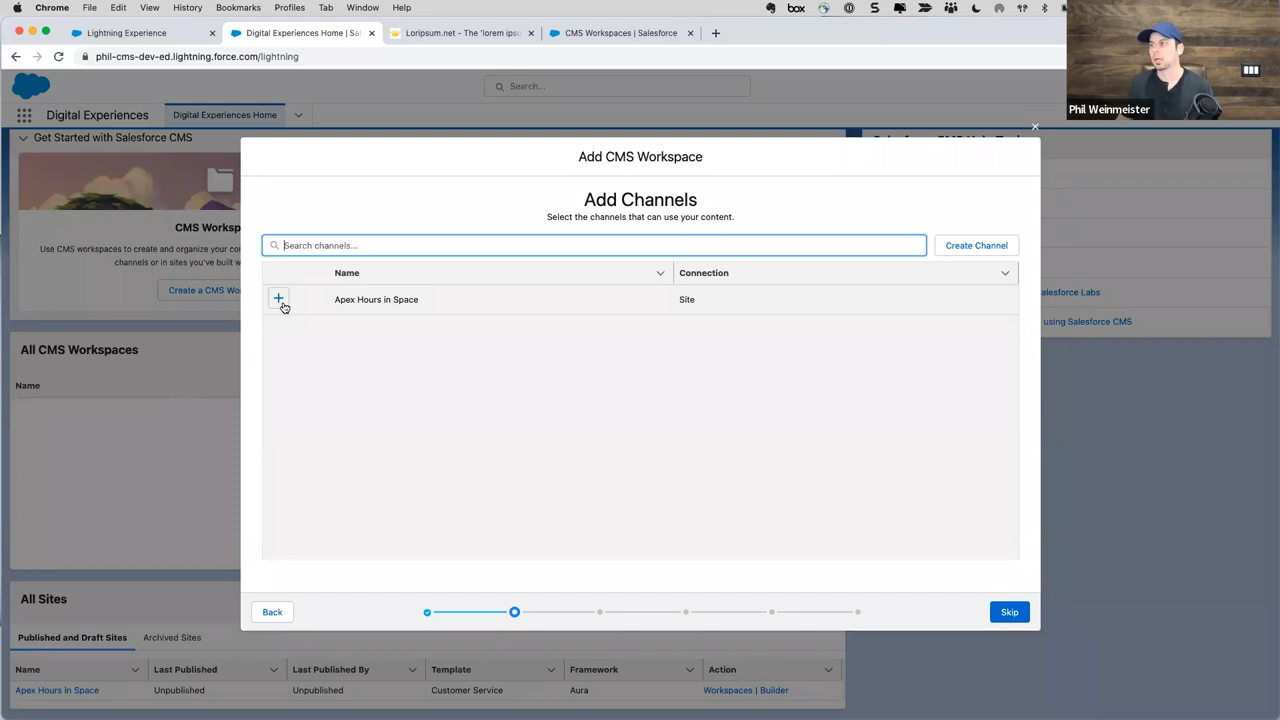 Chrome File Edit View History Bookmarks Profiles Tab Window Help
box
Lightning Experience
Digital Experiences Home | Sal
Loripsum.net - The 'lorem ipsu
CMS Workspaces | Salesforce
phil-cms-dev-ed.lightning.force.com/lightning
Phil Weinmeister
Search...
Digital Experiences
Digital Experiences Home
Get Started with Salesforce CMS
Add CMS Workspace
Add Channels
Select the channels that can use your content.
CMS Worksp
Use CMS workspaces to create and organize your con
channels or in sites you've built w
Create a CMS Wo
Search channels...
Create Channel
Name
Connection
Apex Hours in Space
Site
alesforce Labs
using Salesforce CMS
All CMS Workspaces
Name
Back
Skip
All Sites
Published and Draft Sites
Archived Sites
Name
Last Published
Last Published By
Template
Framework
Action
Apex Hours in Space
Unpublished
Unpublished
Customer Service
Aura
Workspaces | Builder